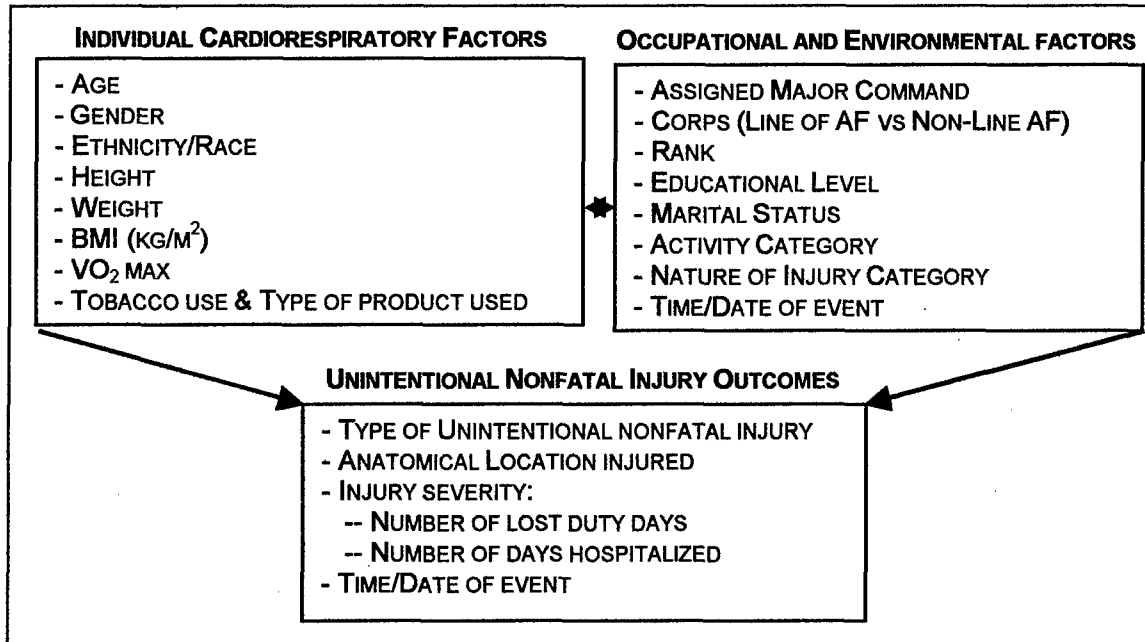 INDIVIDUAL CARDIORESPIRATORY FACTORS
- AGE
- GENDER
- ETHNICITY/RACE
- HEIGHT
- WEIGHT
- BMI (KG/M²)
- VO₂ MAX
- TOBACCO USE & TYPE OF PRODUCT USED
OCCUPATIONAL AND ENVIRONMENTAL FACTORS
- ASSIGNED MAJOR COMMAND
- CORPS (LINE OF AF VS NON-LINE AF)
- RANK
- EDUCATIONAL LEVEL
- MARITAL STATUS
- ACTIVITY CATEGORY
- NATURE OF INJURY CATEGORY
- TIME/DATE OF EVENT
UNINTENTIONAL NONFATAL INJURY OUTCOMES
- TYPE OF UNINTENTIONAL NONFATAL INJURY
- ANATOMICAL LOCATION INJURED
- INJURY SEVERITY:
-- NUMBER OF LOST DUTY DAYS
-- NUMBER OF DAYS HOSPITALIZED
- TIME/DATE OF EVENT